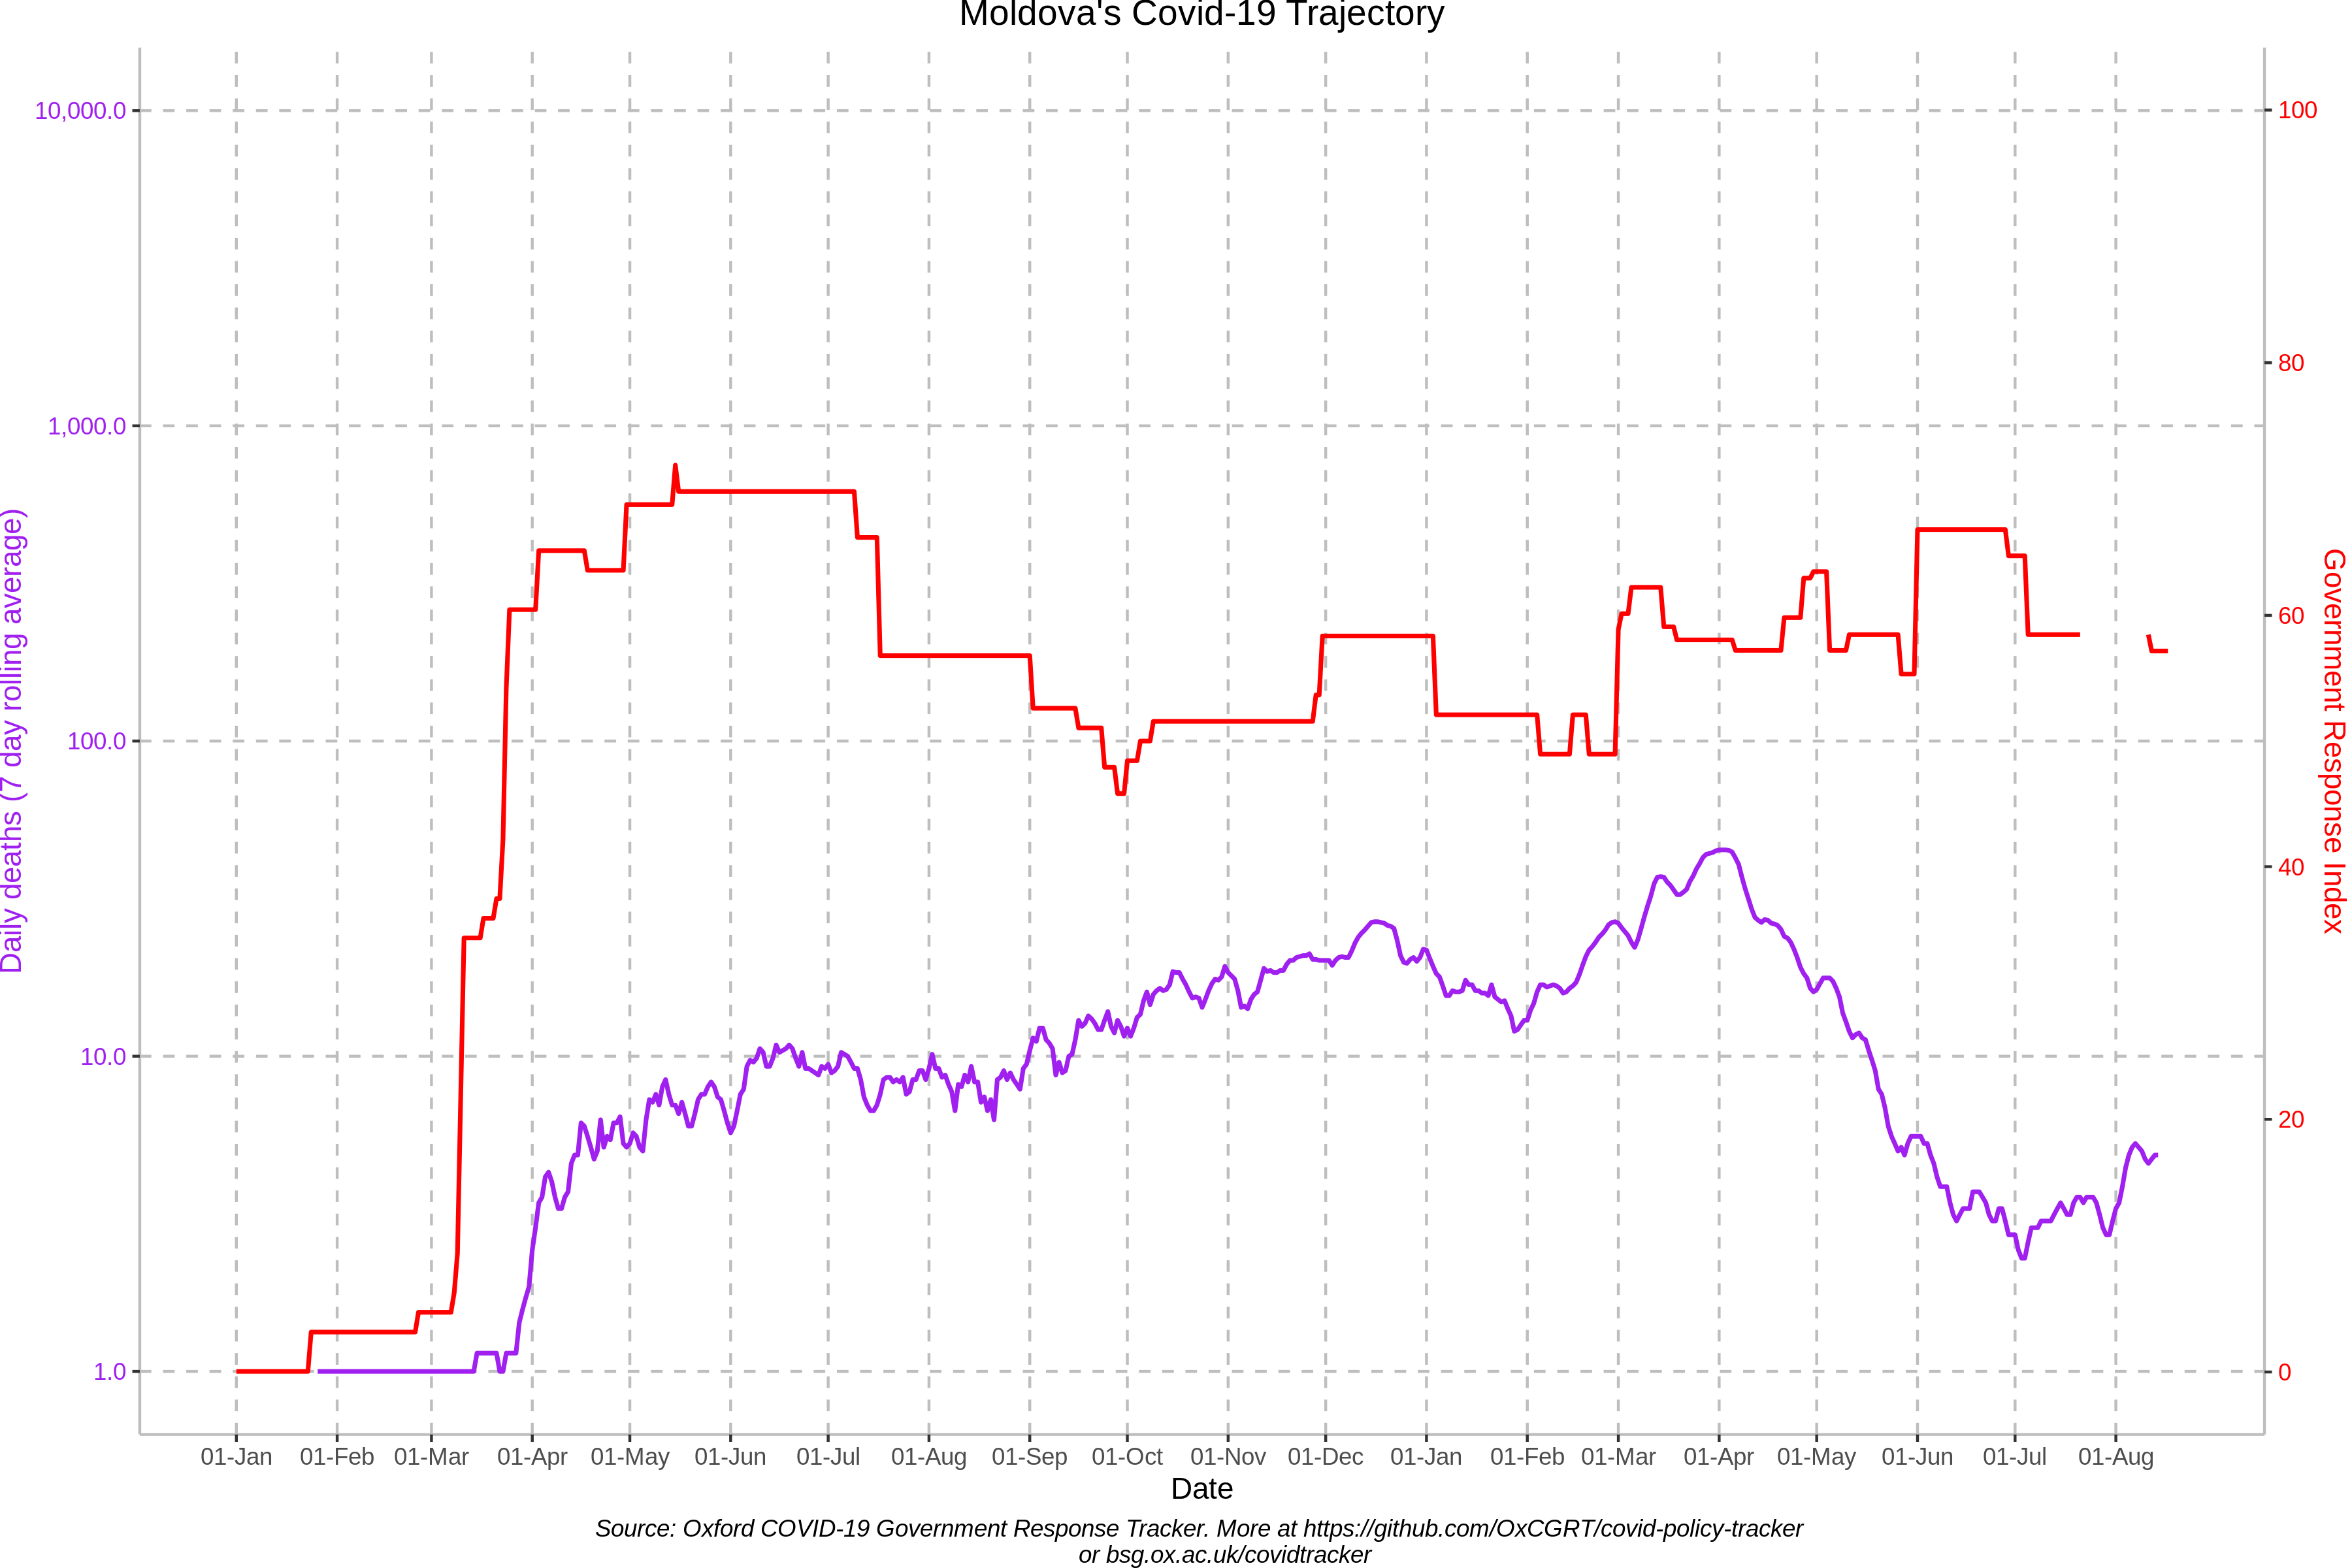 Moldova's Covid-19 Trajectory
10,000.0
1,000.0
100.0
10.0
1.0
Daily deaths (7 day rolling average)
100
80
60
40
20
0
Government Response Index
01-Jan 01-Feb 01-Mar 01-Apr 01-May 01-Jun 01-Jul 01-Aug 01-Sep 01-Oct 01-Nov 01-Dec 01-Jan 01-Feb 01-Mar 01-Apr 01-May 01-Jun 01-Jul 01-Aug
Date
Source: Oxford COVID-19 Government Response Tracker. More at https://github.com/OxCGRT/covid-policy-tracker
or bsg.ox.ac.uk/covidtracker